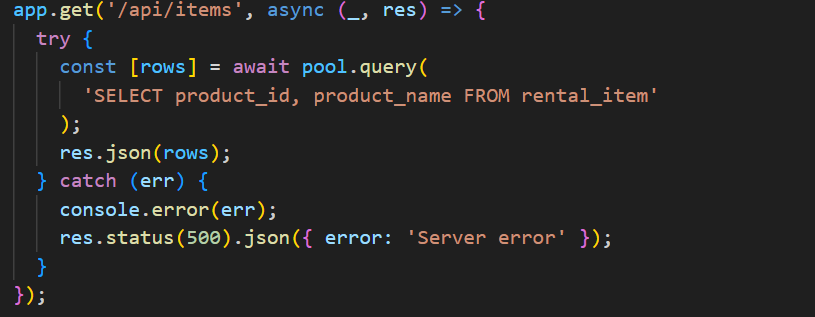 app.get('/api/items', async (_, res) => {
  try {
    const [rows] = await pool.query(
      'SELECT product_id, product_name FROM rental_item'
    );
    res.json(rows);
  } catch (err) {
    console.error(err);
    res.status(500).json({ error: 'Server error' });
  }
});